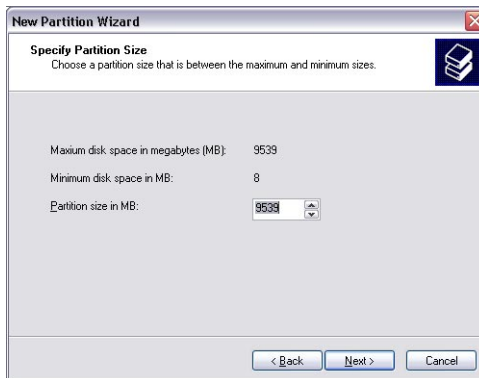 New Partition Wizard
Specify Partition Size
Choose a partition size that is between the maximum and minimum sizes.
Maxium disk space in megabytes (MB): 9539
Minimum disk space in MB: 8
Partition size in MB: 9539
< Back Next > Cancel